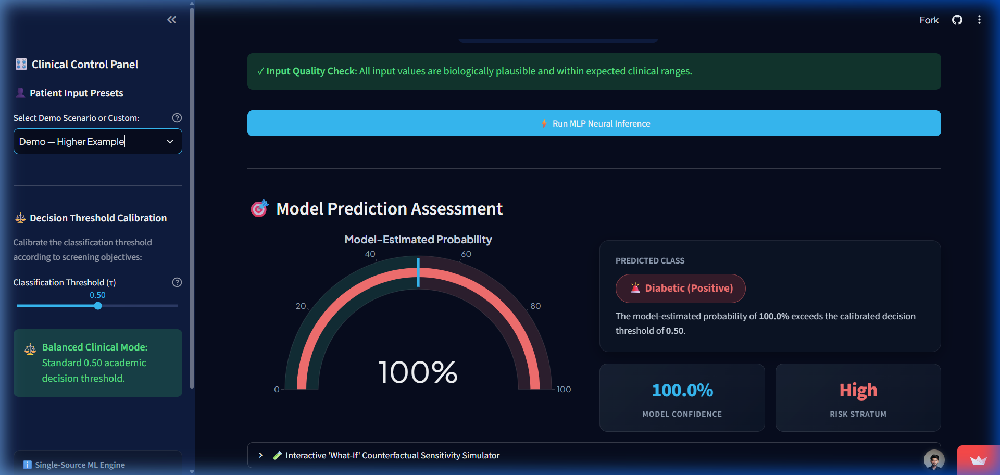 Fork
Clinical Control Panel
Patient Input Presets
Select Demo Scenario or Custom:
Demo — Higher Example
Decision Threshold Calibration
Calibrate the classification threshold
according to screening objectives:
Classification Threshold (τ)
0.50
Balanced Clinical Mode:
Standard 0.50 academic
decision threshold.
Single-Source ML Engine
✓ Input Quality Check: All input values are biologically plausible and within expected clinical ranges.
Run MLP Neural Inference
Model Prediction Assessment
Model-Estimated Probability
0
20
40
60
80
100
100%
PREDICTED CLASS
Diabetic (Positive)
The model-estimated probability of 100.0% exceeds the calibrated decision
threshold of 0.50.
100.0%
MODEL CONFIDENCE
High
RISK STRATUM
Interactive 'What-If' Counterfactual Sensitivity Simulator